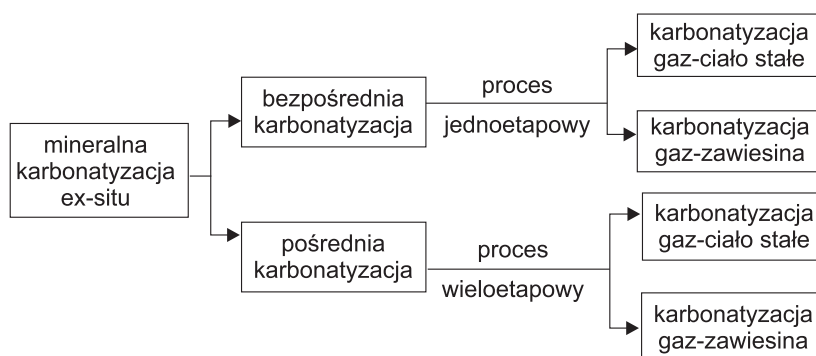 mineralna
karbonatyzacja
ex-situ
bezpośrednia
karbonatyzacja
proces
jednoetapowy
karbonatyzacja
gaz-ciało stałe
karbonatyzacja
gaz-zawiesina
pośrednia
karbonatyzacja
proces
wieloetapowy
karbonatyzacja
gaz-ciało stałe
karbonatyzacja
gaz-zawiesina